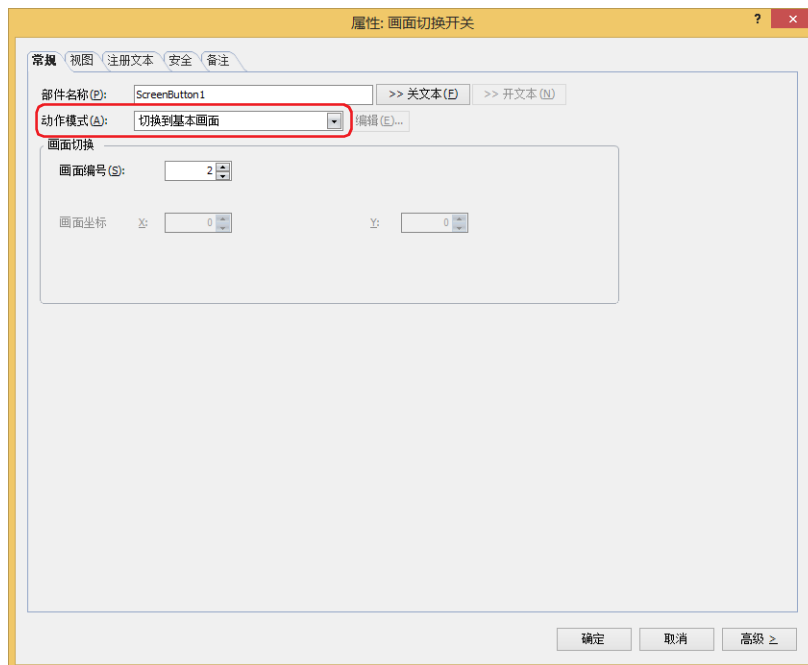 属性: 画面切换开关
? ×
常规 视图 注册文本 安全 备注
部件名称(P): ScreenButton1 >> 关文本(F) >> 开文本(N)
动作模式(A): 切换到基本画面 编辑(E)...
画面切换
画面编号(S): 2
画面坐标 X: 0 Y: 0
确定 取消 高级 >